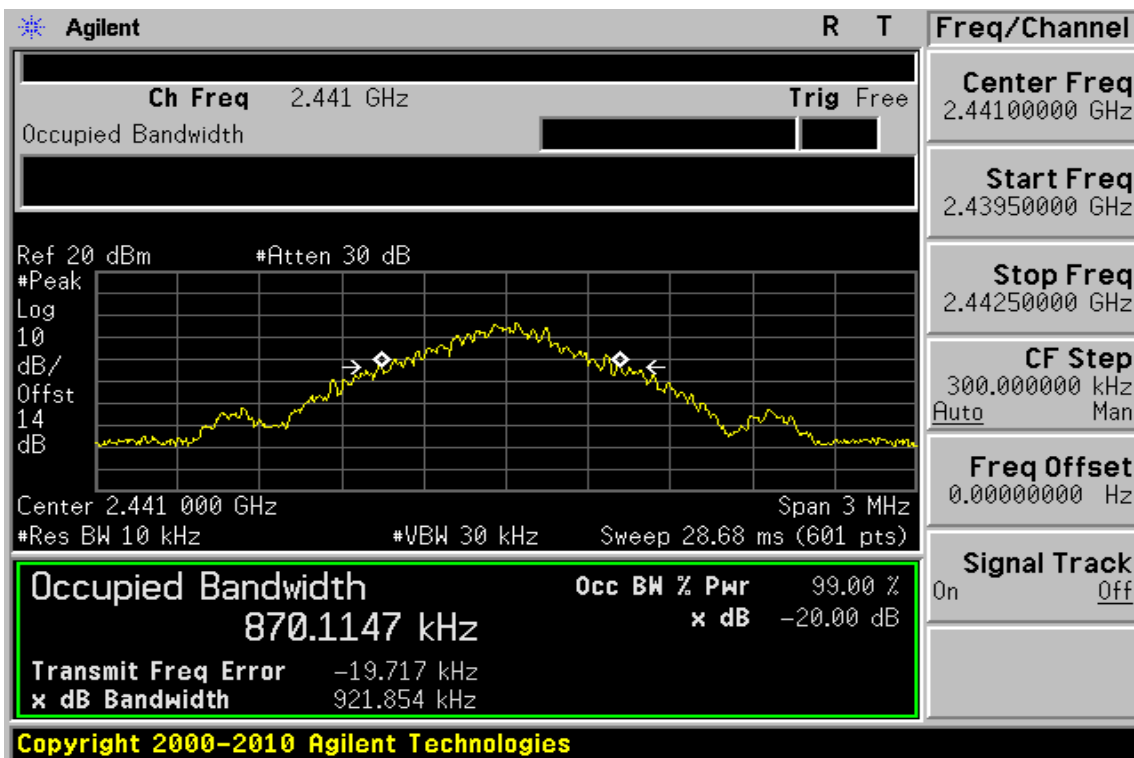 Agilent R T
Freq/Channel
Ch Freq 2.441 GHz Trig Free
Occupied Bandwidth
Center Freq
2.44100000 GHz
Start Freq
2.43950000 GHz
Stop Freq
2.44250000 GHz
CF Step
300.000000 kHz
Auto Man
Freq Offset
0.00000000 Hz
Signal Track
On Off
Ref 20 dBm #Atten 30 dB
#Peak
Log
10
dB/
Offst
14
dB
Center 2.441 000 GHz Span 3 MHz
#Res BW 10 kHz #VBW 30 kHz Sweep 28.68 ms (601 pts)
Occupied Bandwidth
870.1147 kHz
Occ BW % Pwr 99.00 %
x dB -20.00 dB
Transmit Freq Error -19.717 kHz
x dB Bandwidth 921.854 kHz
Copyright 2000-2010 Agilent Technologies